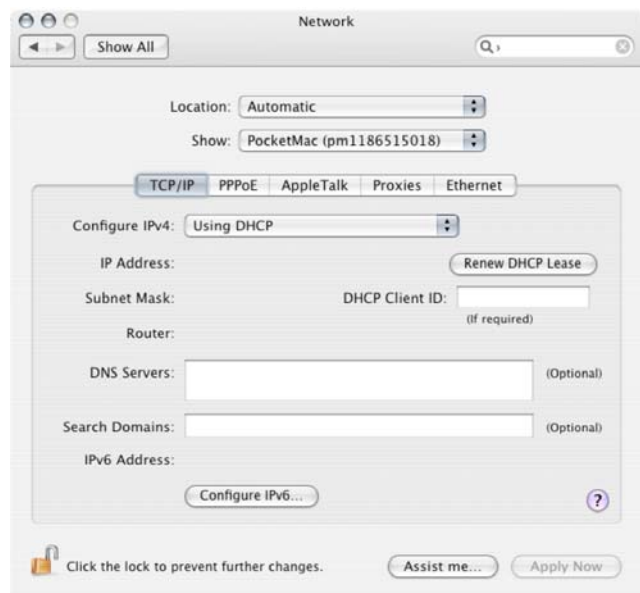 Network
Show All
Location: Automatic
Show: PocketMac (pm1186515018)
TCP/IP PPPoE AppleTalk Proxies Ethernet
Configure IPv4: Using DHCP
IP Address: Renew DHCP Lease
Subnet Mask: DHCP Client ID:
(If required)
Router:
DNS Servers: (Optional)
Search Domains: (Optional)
IPv6 Address:
Configure IPv6...
?
Click the lock to prevent further changes. Assist me... Apply Now